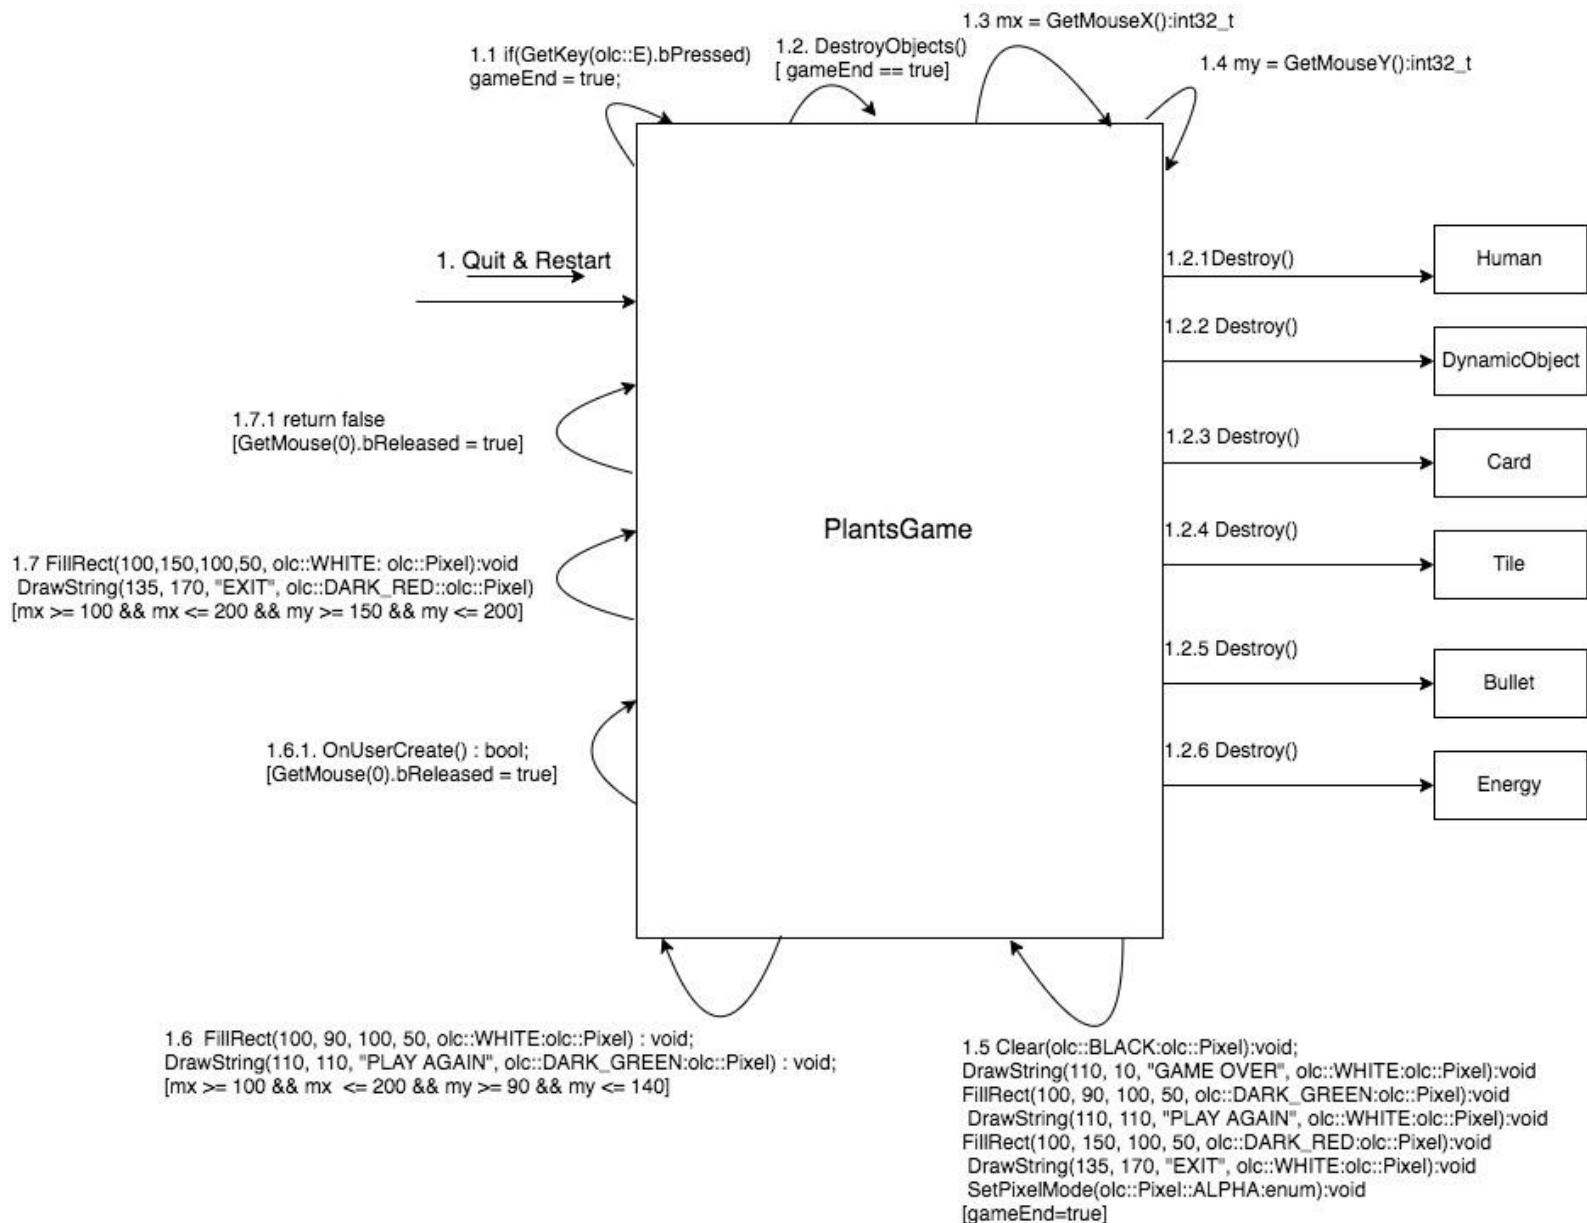 1.1 if(GetKey(olc::E).bPressed)
gameEnd = true;
1.2. DestroyObjects()
[ gameEnd == true]
1.3 mx = GetMouseX():int32_t
1.4 my = GetMouseY():int32_t
1. Quit & Restart
1.7.1 return false
[GetMouse(0).bReleased = true]
1.7 FillRect(100,150,100,50, olc::WHITE: olc::Pixel):void
DrawString(135, 170, "EXIT", olc::DARK_RED::olc::Pixel)
[mx >= 100 && mx <= 200 && my >= 150 && my <= 200]
1.6.1. OnUserCreate() : bool;
[GetMouse(0).bReleased = true]
PlantsGame
1.2.1Destroy()
Human
1.2.2 Destroy()
DynamicObject
1.2.3 Destroy()
Card
1.2.4 Destroy()
Tile
1.2.5 Destroy()
Bullet
1.2.6 Destroy()
Energy
1.6 FillRect(100, 90, 100, 50, olc::WHITE:olc::Pixel) : void;
DrawString(110, 110, "PLAY AGAIN", olc::DARK_GREEN:olc::Pixel) : void;
[mx >= 100 && mx <= 200 && my >= 90 && my <= 140]
1.5 Clear(olc::BLACK:olc::Pixel):void;
DrawString(110, 10, "GAME OVER", olc::WHITE:olc::Pixel):void
FillRect(100, 90, 100, 50, olc::DARK_GREEN:olc::Pixel):void
DrawString(110, 110, "PLAY AGAIN", olc::WHITE:olc::Pixel):void
FillRect(100, 150, 100, 50, olc::DARK_RED:olc::Pixel):void
DrawString(135, 170, "EXIT", olc::WHITE:olc::Pixel):void
SetPixelMode(olc::Pixel::ALPHA:enum):void
[gameEnd=true]